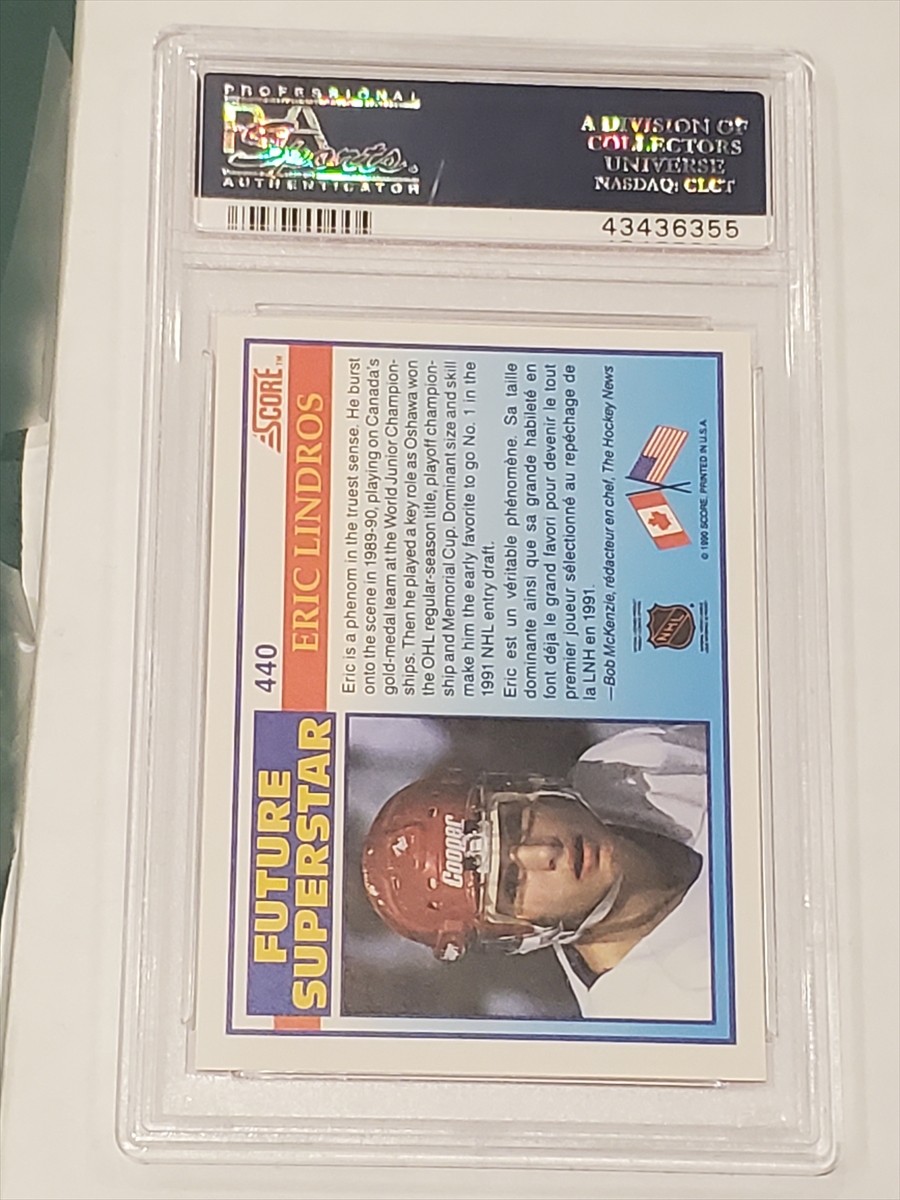 PROFESSIONAL
PSA
Sports.
AUTHENTICATOR
A DIVISION OF
COLLECTORS
UNIVERSE
NASDAQ: CLCT
43436355
FUTURE
SUPERSTAR
440
SCORE™
ERIC LINDROS
Eric is a phenom in the truest sense. He burst
onto the scene in 1989-90, playing on Canada's
gold-medal team at the World Junior Champion-
ships. Then he played a key role as Oshawa won
the OHL regular-season title, playoff champion-
ship and Memorial Cup. Dominant size and skill
make him the early favorite to go No. 1 in the
1991 NHL entry draft.
Eric est un véritable phénomène. Sa taille
dominante ainsi que sa grande habileté en
font déja le grand favori pour devenir le tout
premier joueur sélectionné au repéchage de
la LNH en 1991.
—Bob McKenzie, rédacteur en chef, The Hockey News
Cooper
NHL
© 1990 SCORE. PRINTED IN U.S.A